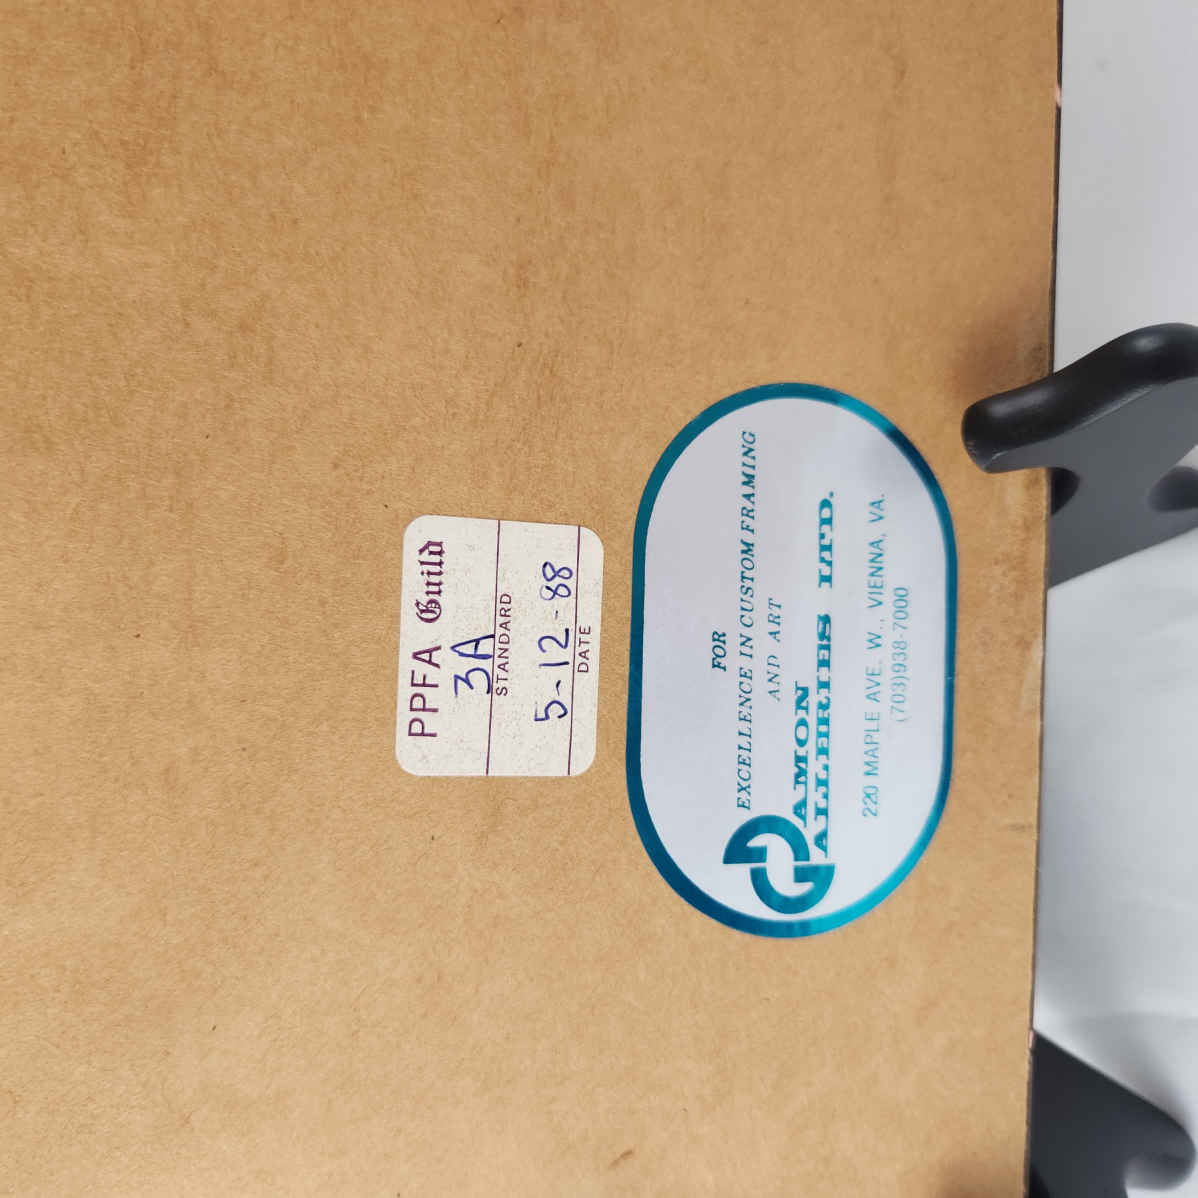 PPFA Guild
3A
STANDARD
5-12-88
DATE
FOR
EXCELLENCE IN CUSTOM FRAMING
AND ART
GAMON
GALLERIES LTD.
220 MAPLE AVE. W., VIENNA, VA.
(703)938-7000